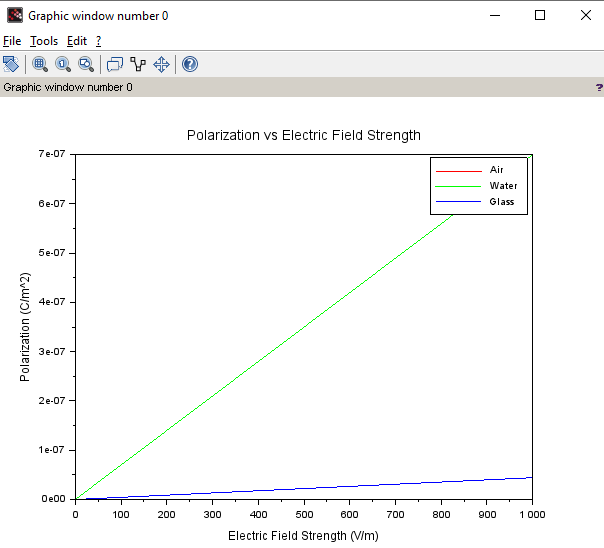 Graphic window number 0
File Tools Edit ?
Graphic window number 0 ?
Polarization vs Electric Field Strength
7e-07
6e-07
5e-07
4e-07
3e-07
2e-07
1e-07
0e00
Polarization (C/m^2)
Air
Water
Glass
0 100 200 300 400 500 600 700 800 900 1 000
Electric Field Strength (V/m)